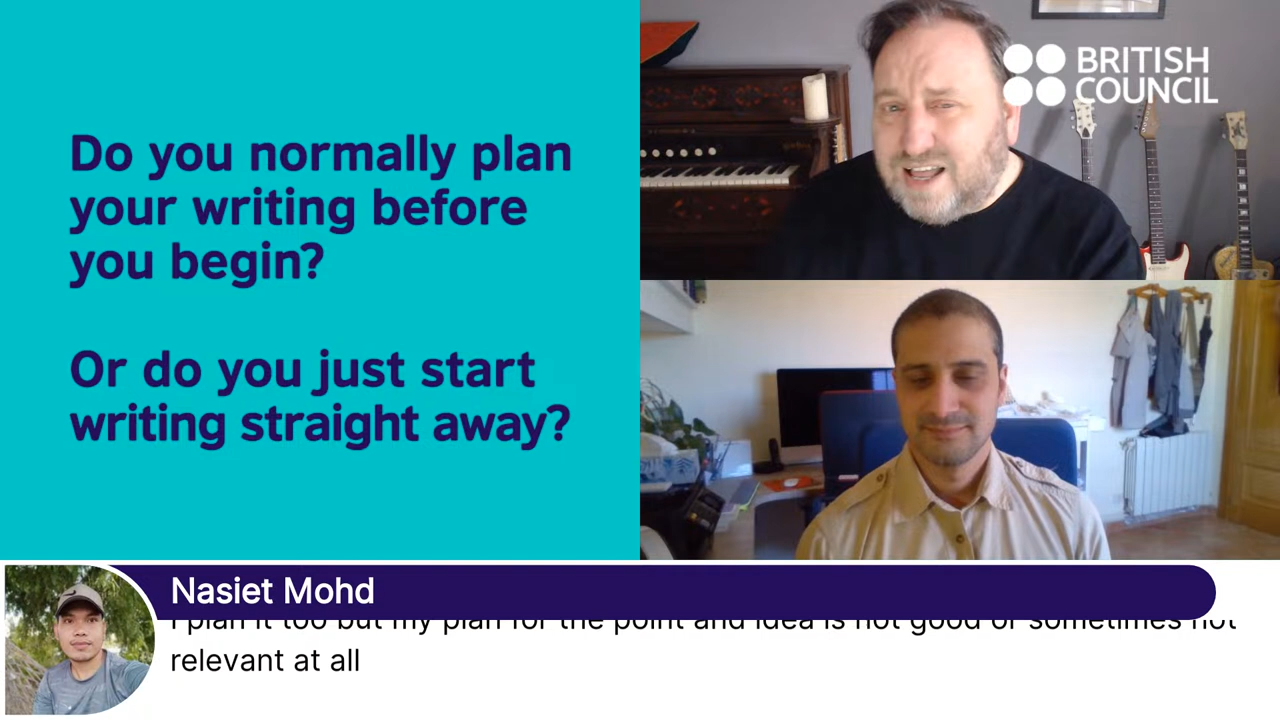 Do you normally plan
your writing before
you begin?
Or do you just start
writing straight away?
BRITISH
COUNCIL
Nasiet Mohd
I plan it too but my plan for the point and idea is not good or sometimes not
relevant at all